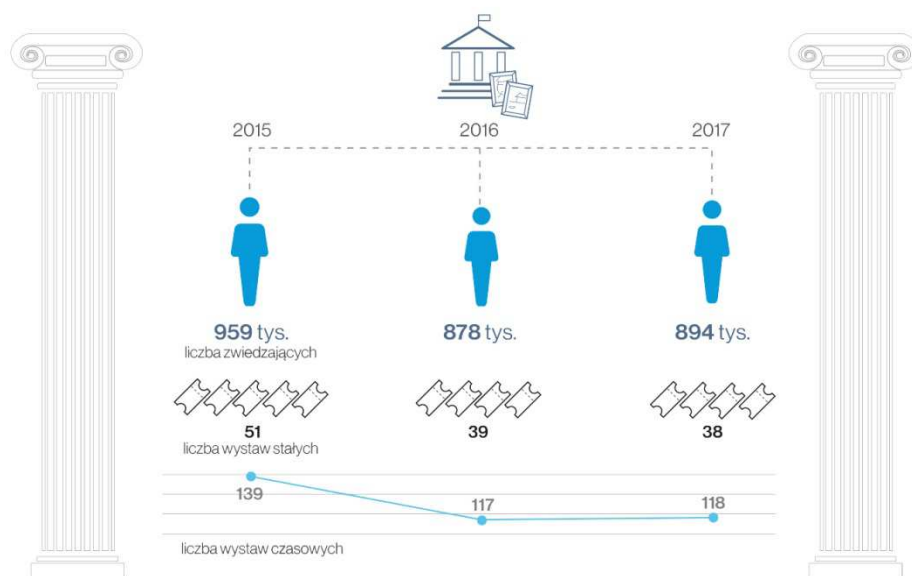 2015 2016 2017
959 tys. 878 tys. 894 tys.
liczba zwiedzających
51 39 38
liczba wystaw stałych
139 117 118
liczba wystaw czasowych